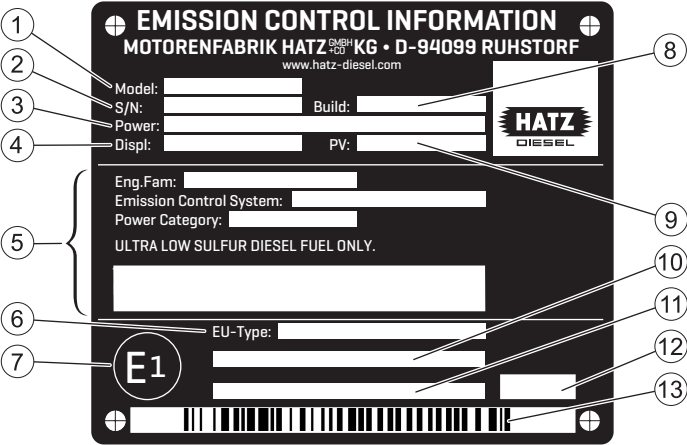 EMISSION CONTROL INFORMATION
MOTORENFABRIK HATZ GMBH +CO KG • D-94099 RUHSTORF
www.hatz-diesel.com
1 Model:
2 S/N: Build: 8
3 Power:
4 Displ: PV: 9
HATZ
DIESEL
5
Eng.Fam:
Emission Control System:
Power Category:
ULTRA LOW SULFUR DIESEL FUEL ONLY.
6 EU-Type: 10
7 E1 11
12
13